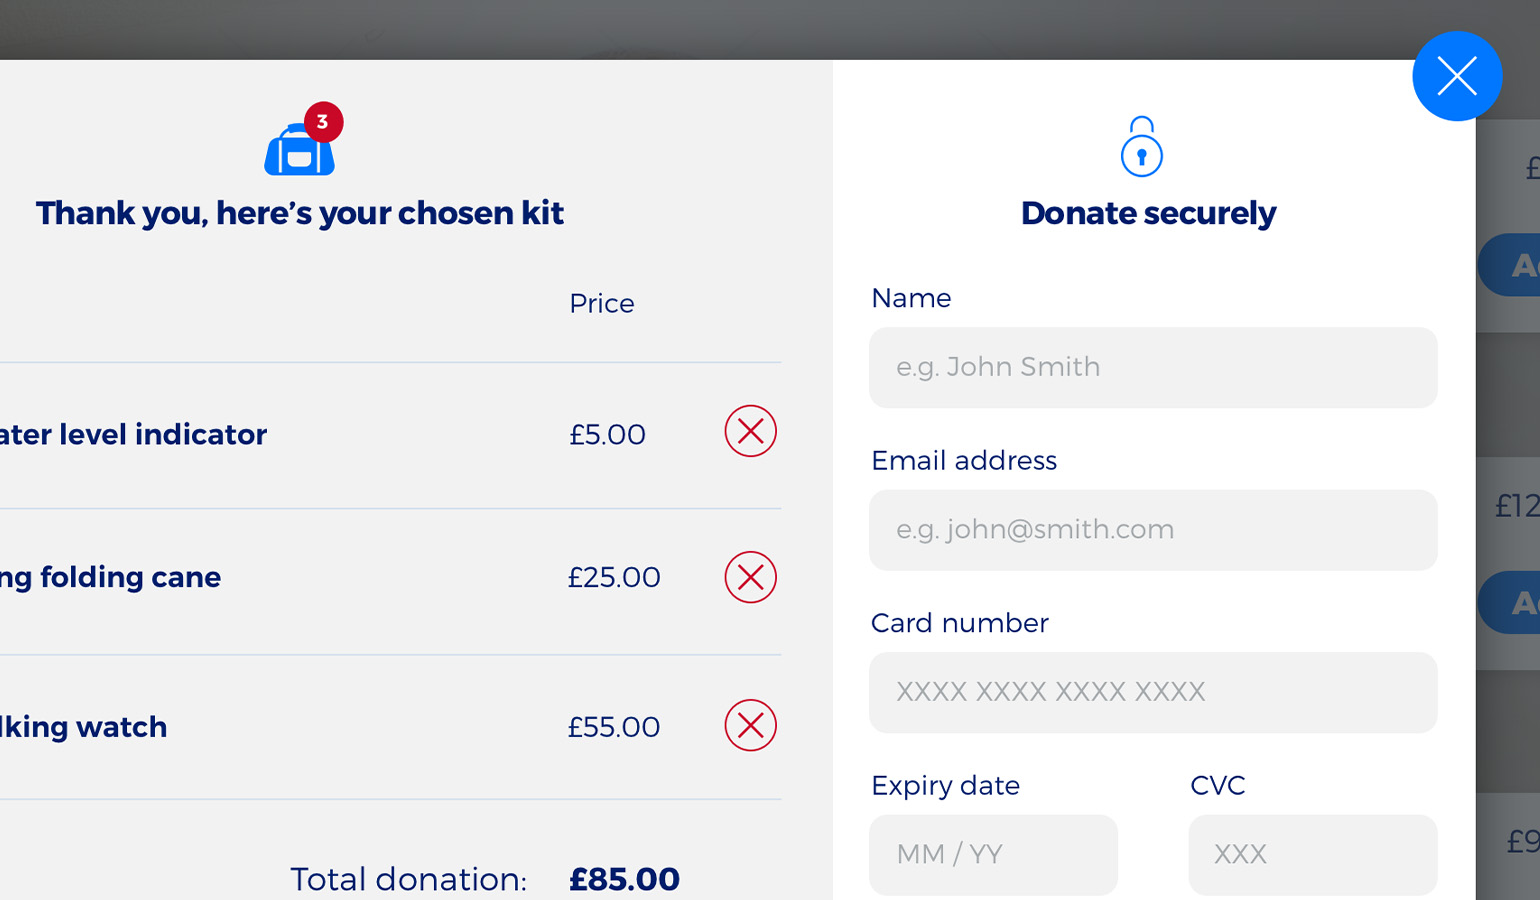 3
Thank you, here's your chosen kit
Price
ater level indicator £5.00
ng folding cane £25.00
lking watch £55.00
Total donation: £85.00
Donate securely
Name
e.g. John Smith
Email address
e.g. john@smith.com
Card number
XXXX XXXX XXXX XXXX
Expiry date CVC
MM / YY XXX
£
£12
£9